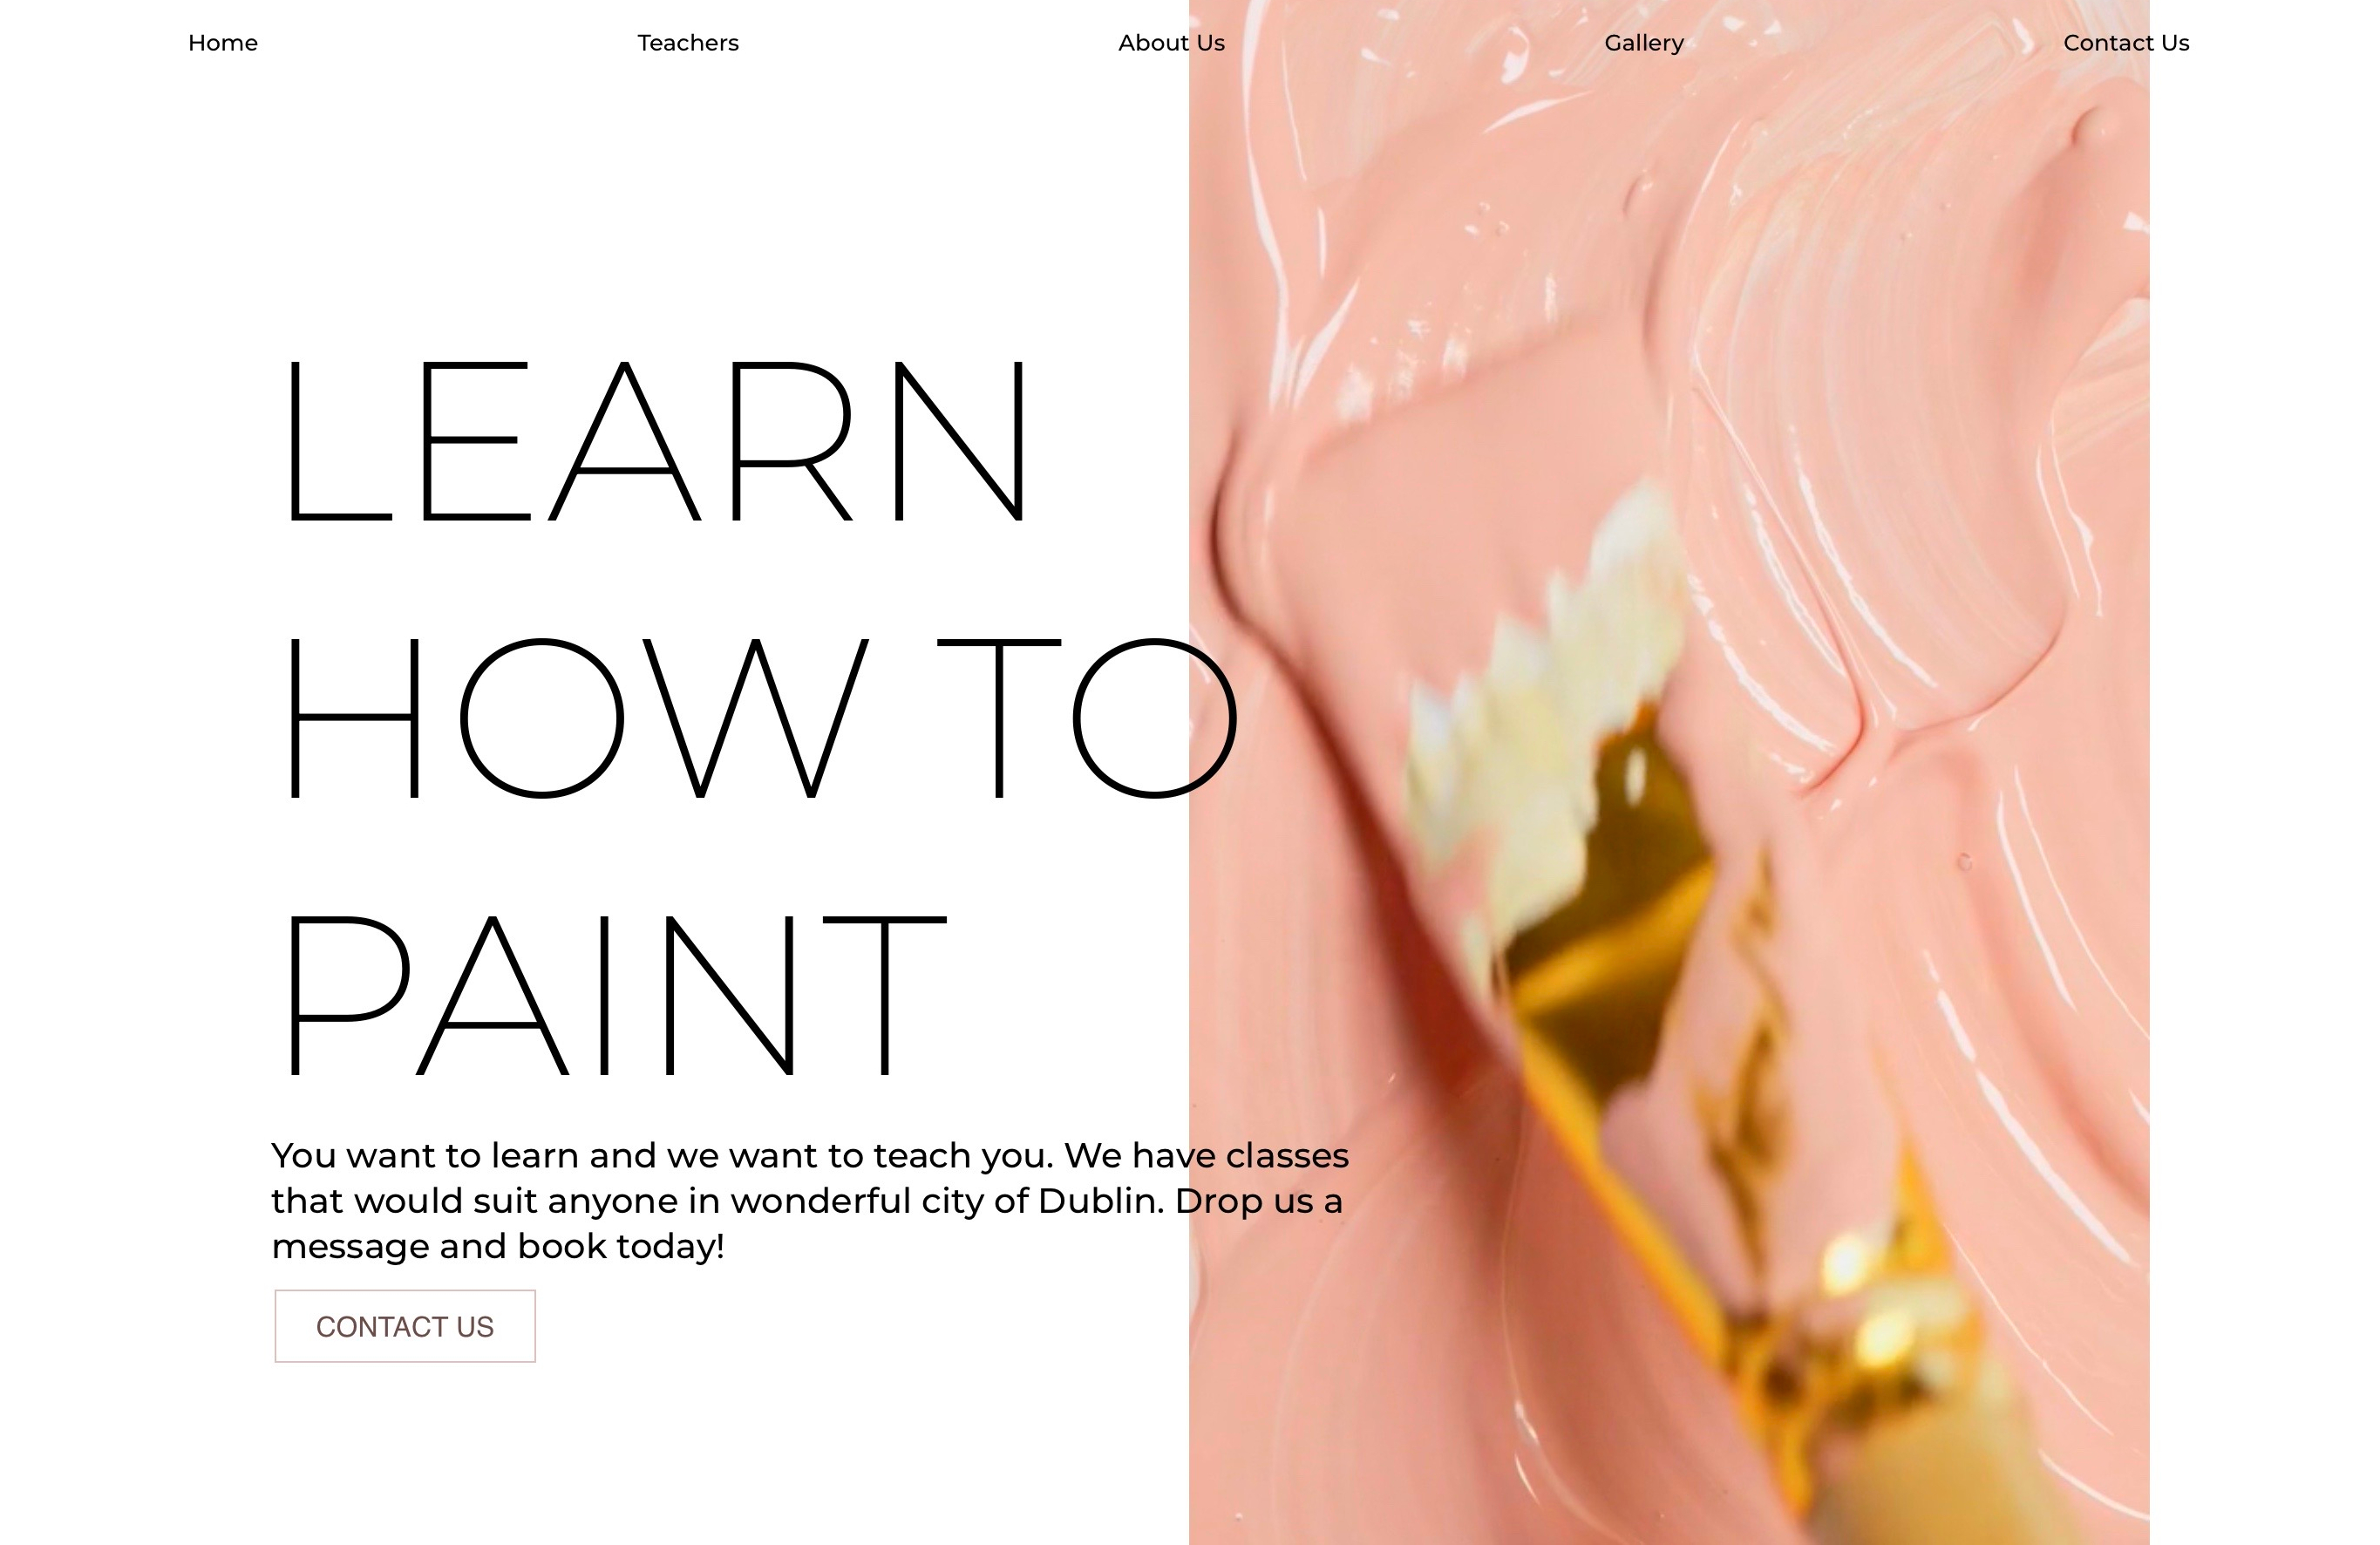 Home
Teachers
About Us
Gallery
Contact Us
LEARN
HOW TO
PAINT
You want to learn and we want to teach you. We have classes
that would suit anyone in wonderful city of Dublin. Drop us a
message and book today!
CONTACT US